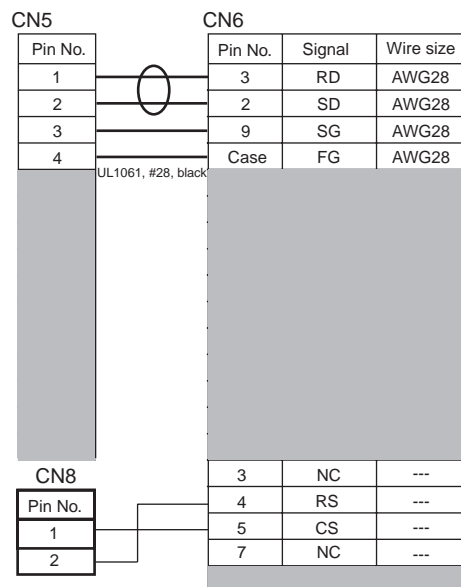 CN5 CN6
Pin No. Pin No. Signal Wire size
1 3 RD AWG28
2 2 SD AWG28
3 9 SG AWG28
4 Case FG AWG28
UL1061, #28, black
CN8 3 NC ---
Pin No. 4 RS ---
1 5 CS ---
2 7 NC ---